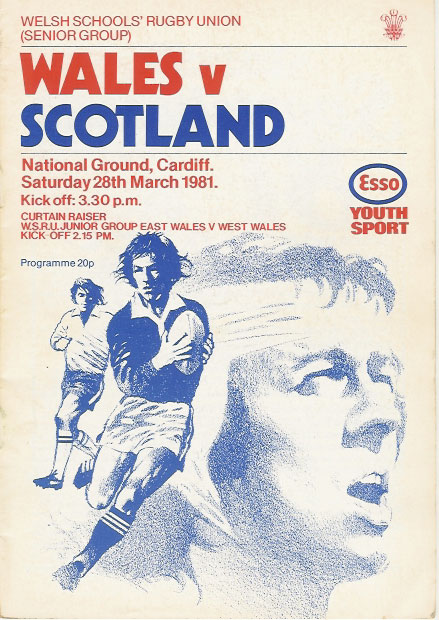 WELSH SCHOOLS' RUGBY UNION
(SENIOR GROUP)
WALES v
SCOTLAND
National Ground, Cardiff.
Saturday 28th March 1981.
Kick off: 3.30 p.m.
CURTAIN RAISER
W.S.R.U. JUNIOR GROUP EAST WALES V WEST WALES
KICK-OFF 2.15 PM.
Esso
YOUTH
SPORT
Programme 20p